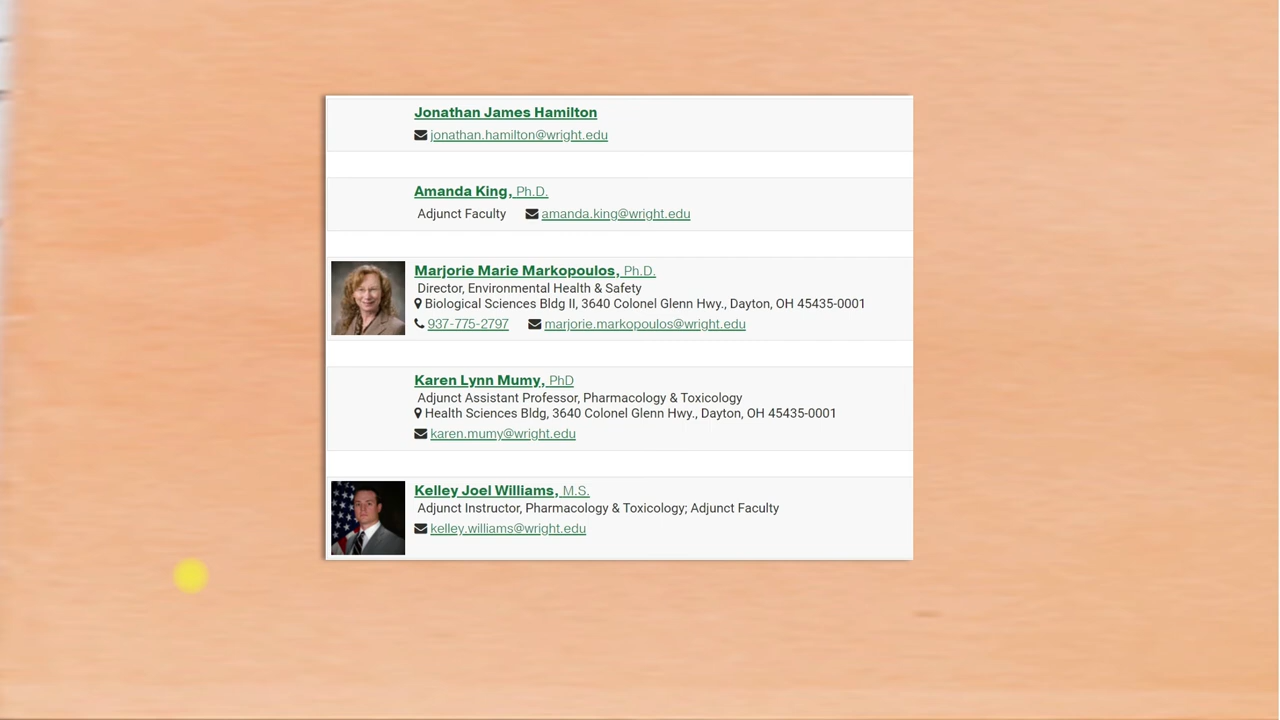 Jonathan James Hamilton
jonathan.hamilton@wright.edu
Amanda King, Ph.D.
Adjunct Faculty amanda.king@wright.edu
Marjorie Marie Markopoulos, Ph.D.
Director, Environmental Health & Safety
Biological Sciences Bldg II, 3640 Colonel Glenn Hwy., Dayton, OH 45435-0001
937-775-2797 marjorie.markopoulos@wright.edu
Karen Lynn Mumy, PhD
Adjunct Assistant Professor, Pharmacology & Toxicology
Health Sciences Bldg, 3640 Colonel Glenn Hwy., Dayton, OH 45435-0001
karen.mumy@wright.edu
Kelley Joel Williams, M.S.
Adjunct Instructor, Pharmacology & Toxicology; Adjunct Faculty
kelley.williams@wright.edu